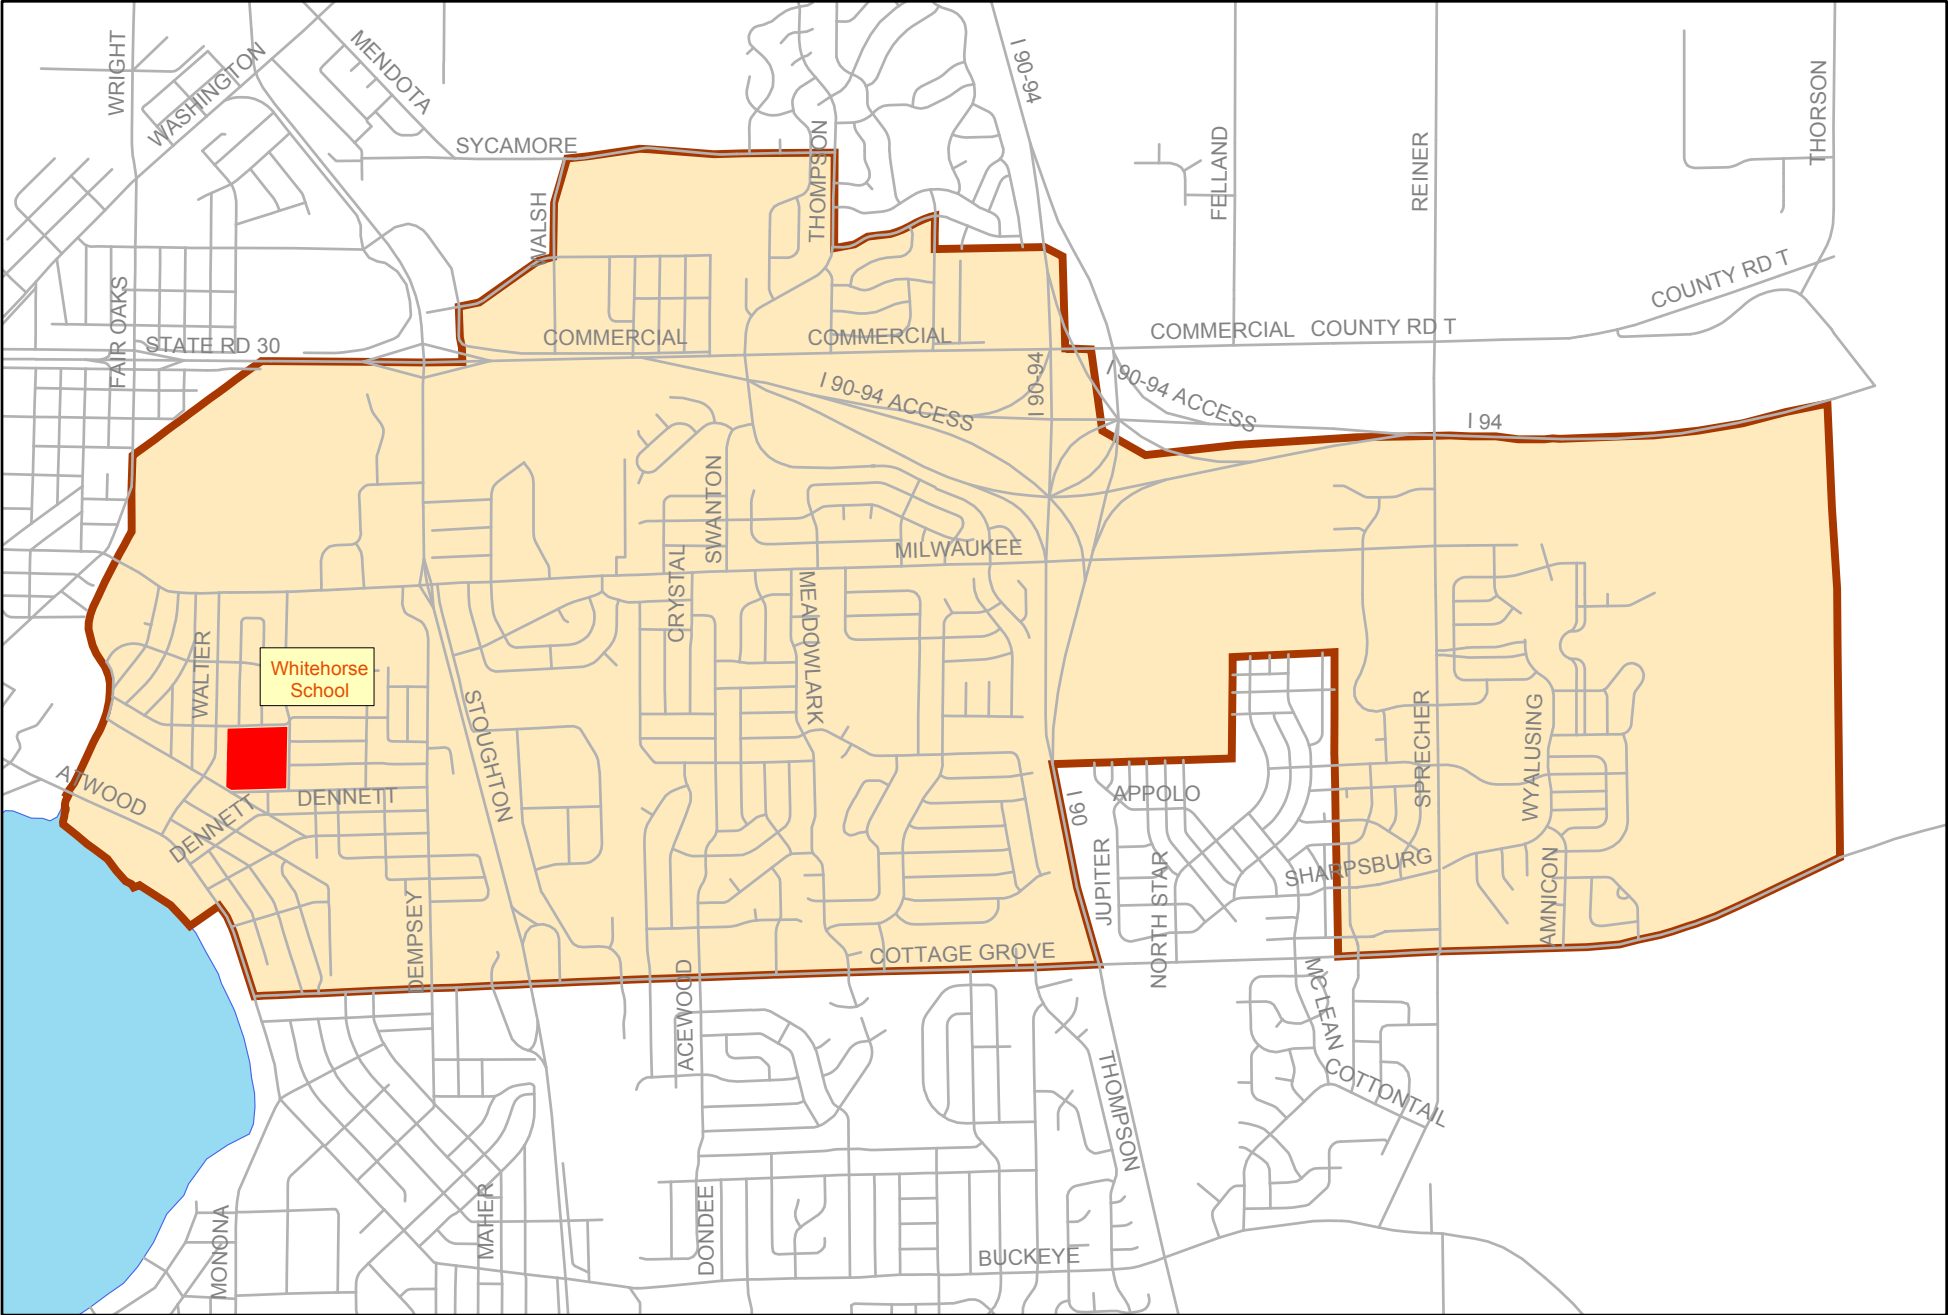 WRIGHT
WASHINGTON
MENDOTA
I 90-94
SYCAMORE
THOMPSON
FELLAND
REINER
THORSON
WALSH
FAIR OAKS
STATE RD 30
COMMERCIAL
COMMERCIAL
COMMERCIAL
COUNTY RD T
COUNTY RD T
I 90-94 ACCESS
I 90-94
I 90-94 ACCESS
I 94
SWANTON
MILWAUKEE
CRYSTAL
MEADOWLARK
WALTER
Whitehorse
School
STOUGHTON
SPRECHER
WYALUSING
ATWOOD
DENNETT
DENNETT
I 90
APPOLO
JUPITER
NORTH STAR
SHARPSBURG
AMNICON
DEMPSEY
COTTAGE GROVE
ACEWOOD
MC LEAN
COTTONTAIL
THOMPSON
MONONA
MAHER
DONDEE
BUCKEYE